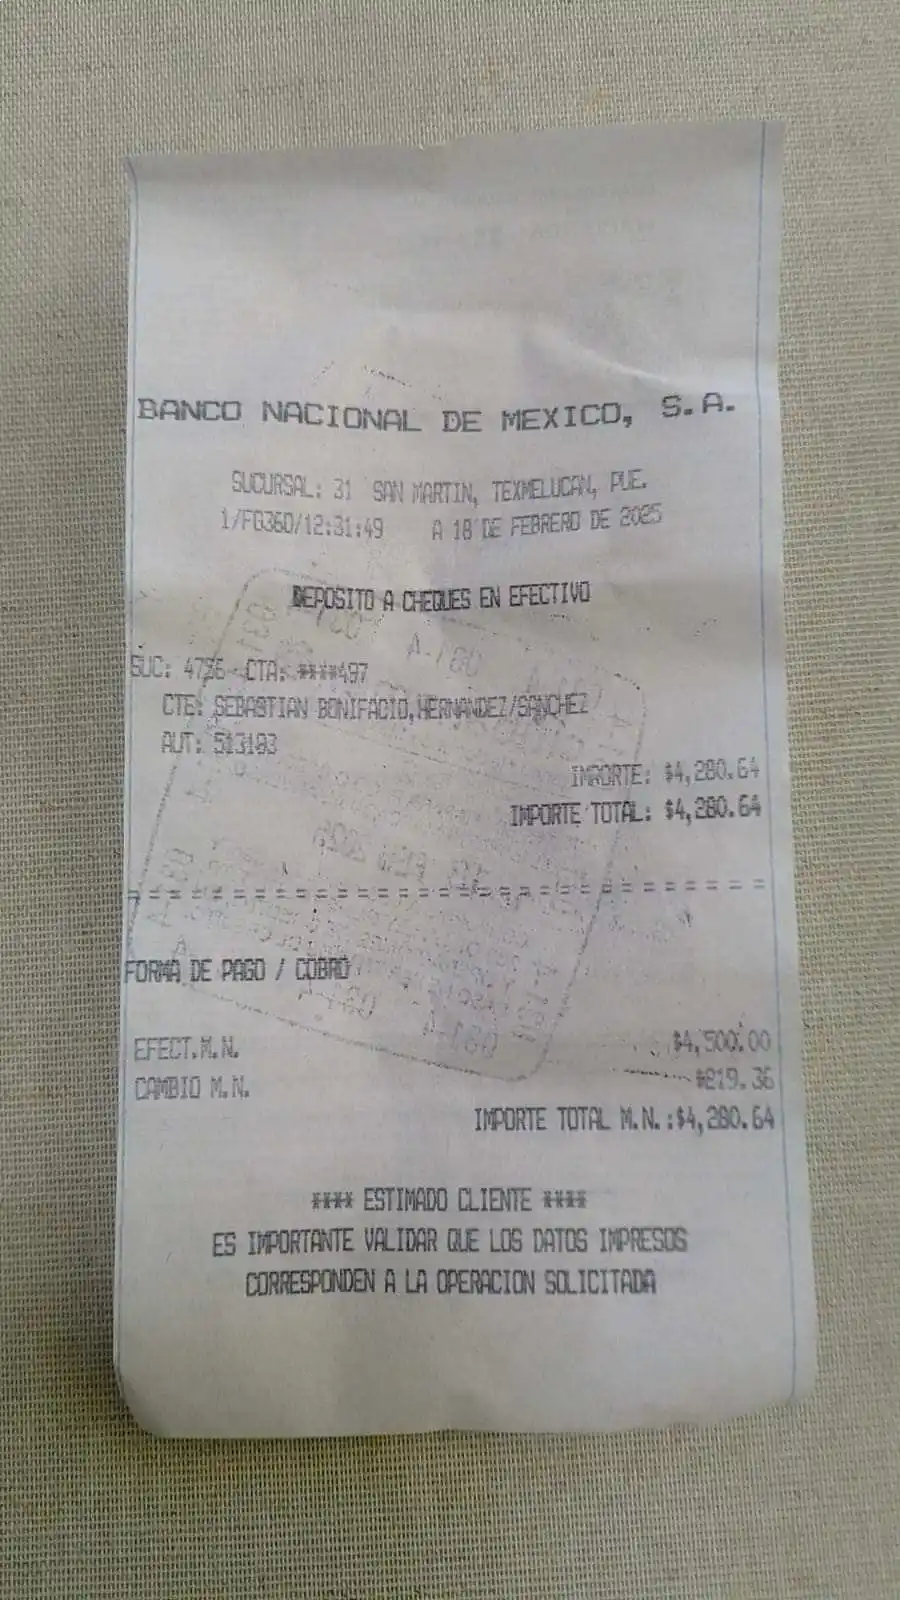 BANCO NACIONAL DE MEXICO, S.A.
SUCURSAL: 31 SAN MARTIN, TEXMELUCAN, PUE.
1/FG360/12:31:49 A 18 DE FEBRERO DE 2025
DEPOSITO A CHEQUES EN EFECTIVO
SUC: 4756 CTA: ****497
CTE: SEBASTIAN BONIFACIO,HERNANDEZ/SANCHEZ
AUT: 513103
IMPORTE: $4,280.64
IMPORTE TOTAL: $4,280.64
= = = = = = = = = = = = = = = = = = = = = = = = = = = = = =
FORMA DE PAGO / COBRO
EFECT.M.N. $4,500.00
CAMBIO M.N. $219.36
IMPORTE TOTAL M.N.:$4,280.64
**** ESTIMADO CLIENTE ****
ES IMPORTANTE VALIDAR QUE LOS DATOS IMPRESOS
CORRESPONDEN A LA OPERACION SOLICITADA